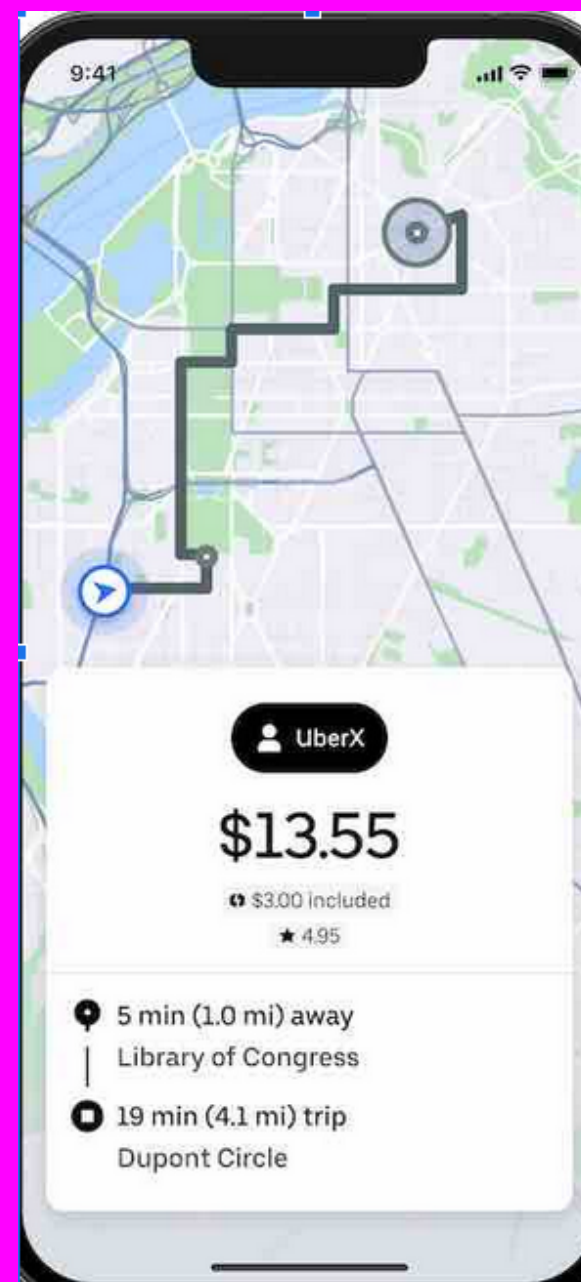 9:41
UberX
$13.55
$3.00 included
4.95
5 min (1.0 mi) away
Library of Congress
19 min (4.1 mi) trip
Dupont Circle